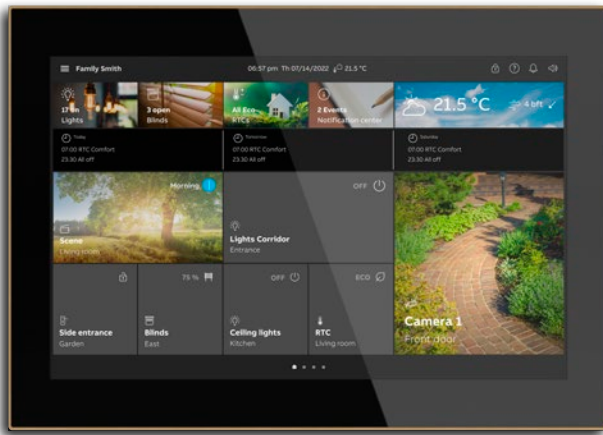 Family Smith
06:57 pm Th 07/14/2022 21.5 °C
17 on
Lights
3 open
Blinds
All Eco
RTCs
2 Events
Notification center
21.5 °C
4 bft
Today
07:00 RTC Comfort
23.30 All off
Tomorrow
07:00 RTC Comfort
23.30 All off
Saturday
07:00 RTC Comfort
23.30 All off
Morning
Scene
Living room
OFF
Lights Corridor
Entrance
Side entrance
Garden
75 %
Blinds
East
OFF
Ceiling lights
Kitchen
ECO
RTC
Living room
Camera 1
Front door